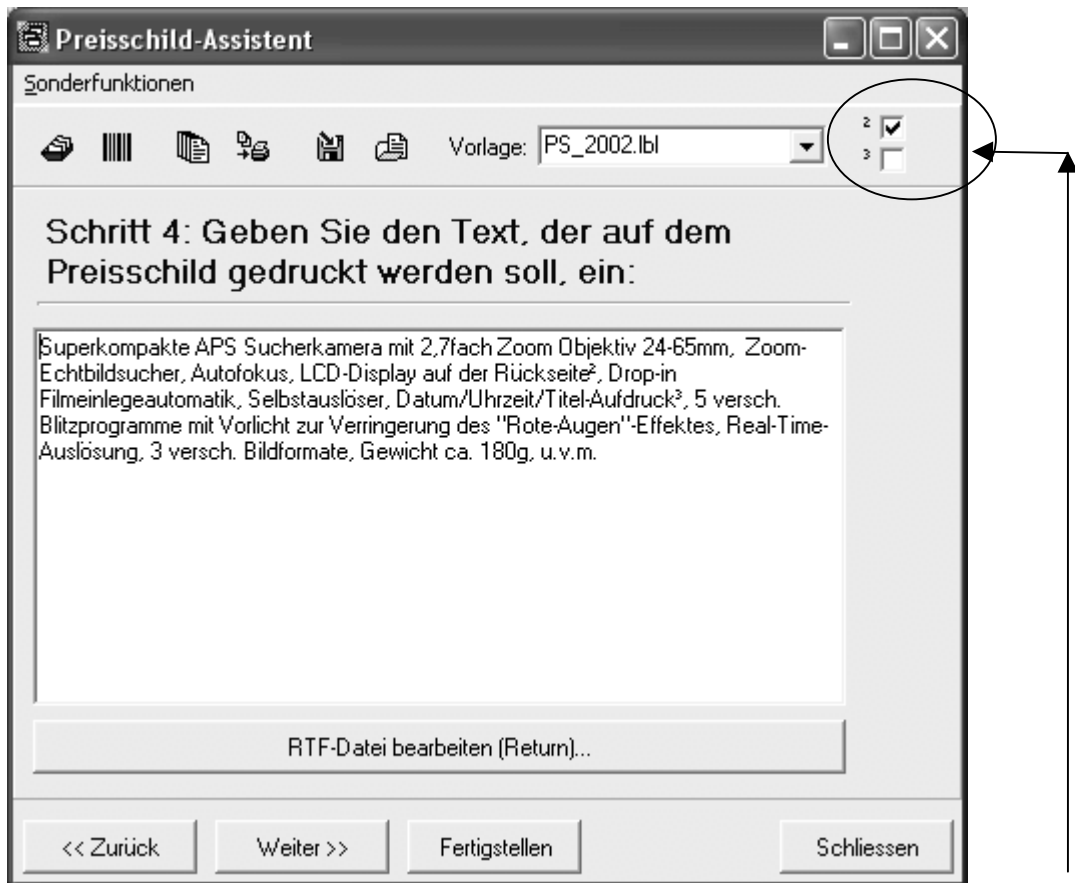 Preisschild-Assistent
Sonderfunktionen
Vorlage: PS_2002.lbl
2
3
Schritt 4: Geben Sie den Text, der auf dem
Preisschild gedruckt werden soll, ein:
Superkompakte APS Sucherkamera mit 2,7fach Zoom Objektiv 24-65mm, Zoom-
Echtbildsucher, Autofokus, LCD-Display auf der Rückseite², Drop-in
Filmeinlegeautomatik, Selbstauslöser, Datum/Uhrzeit/Titel-Aufdruck³, 5 versch.
Blitzprogramme mit Vorlicht zur Verringerung des "Rote-Augen"-Effektes, Real-Time-
Auslösung, 3 versch. Bildformate, Gewicht ca. 180g, u.v.m.
RTF-Datei bearbeiten (Return)...
<< Zurück
Weiter >>
Fertigstellen
Schliessen